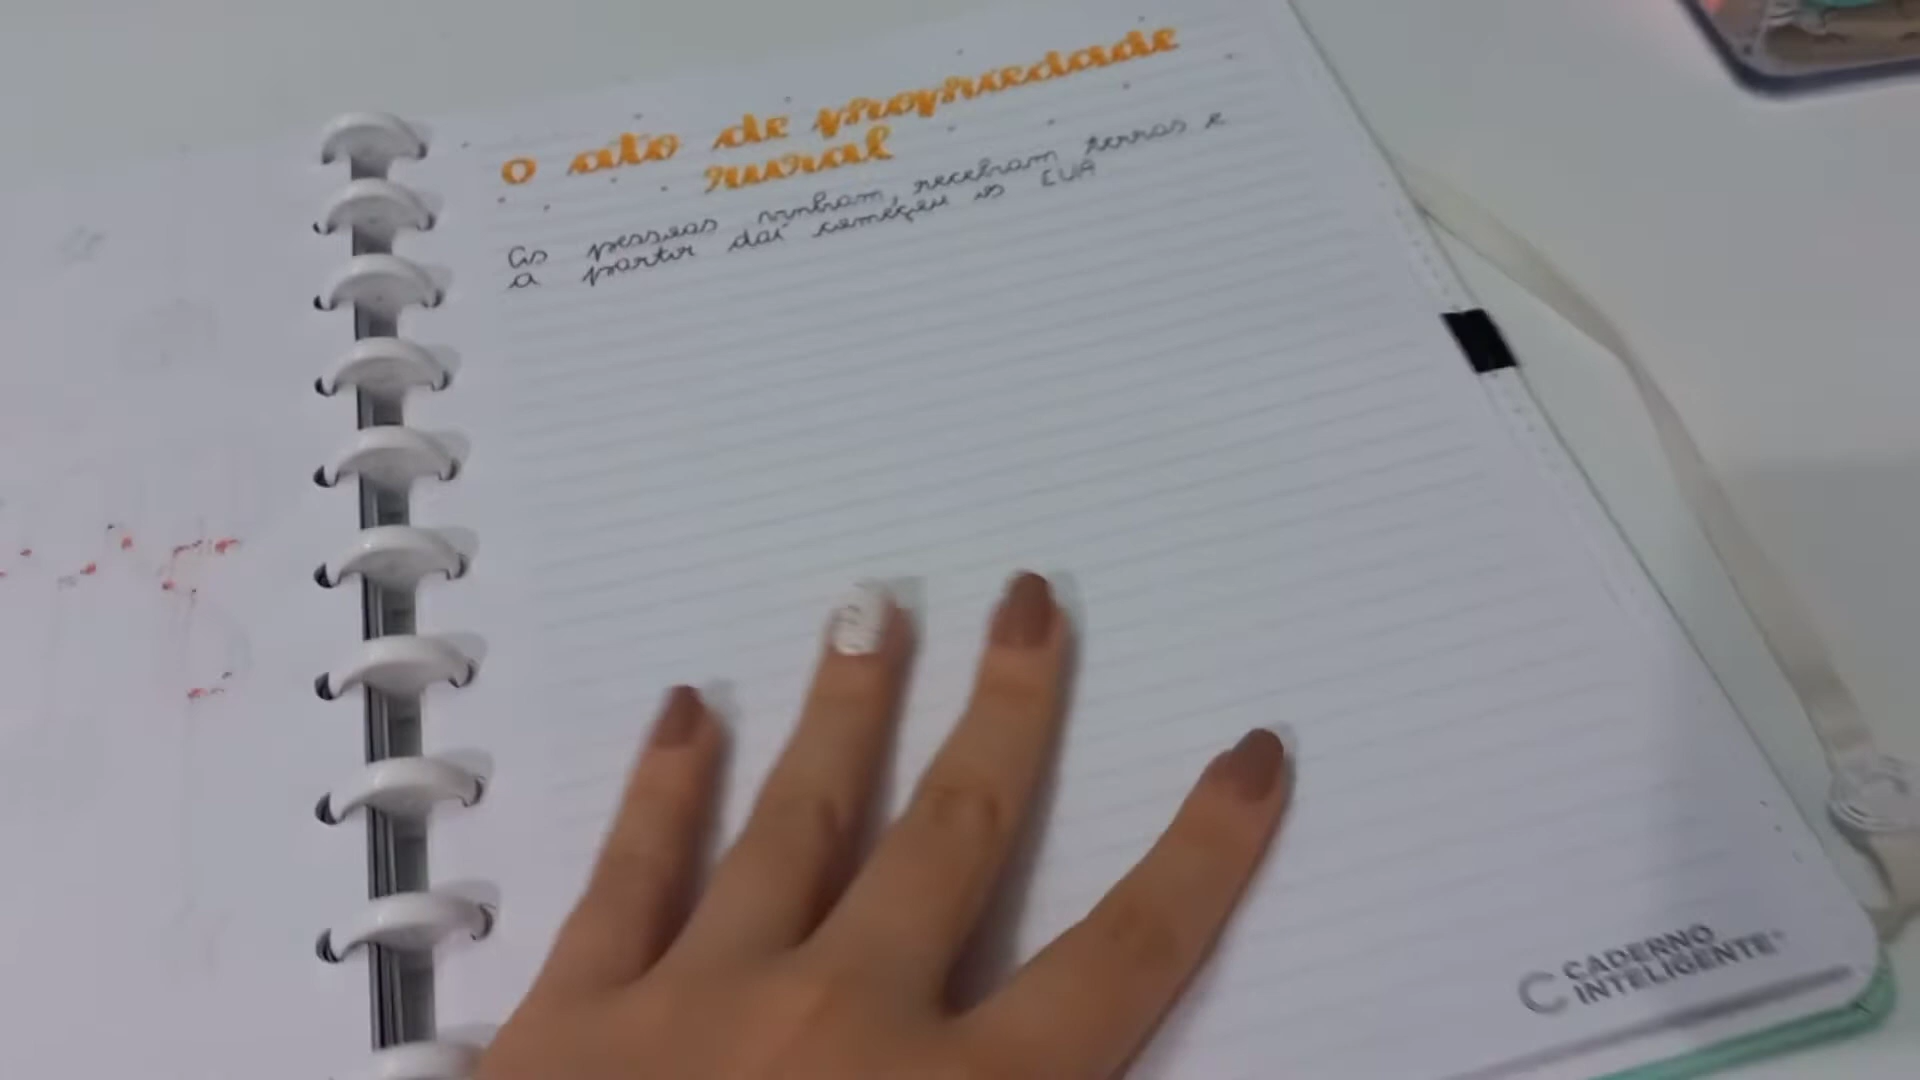 O ato de propriedade
rural
As pessoas vinham, recebiam terras e
a partir daí começou os EUA
CADERNO
INTELIGENTE